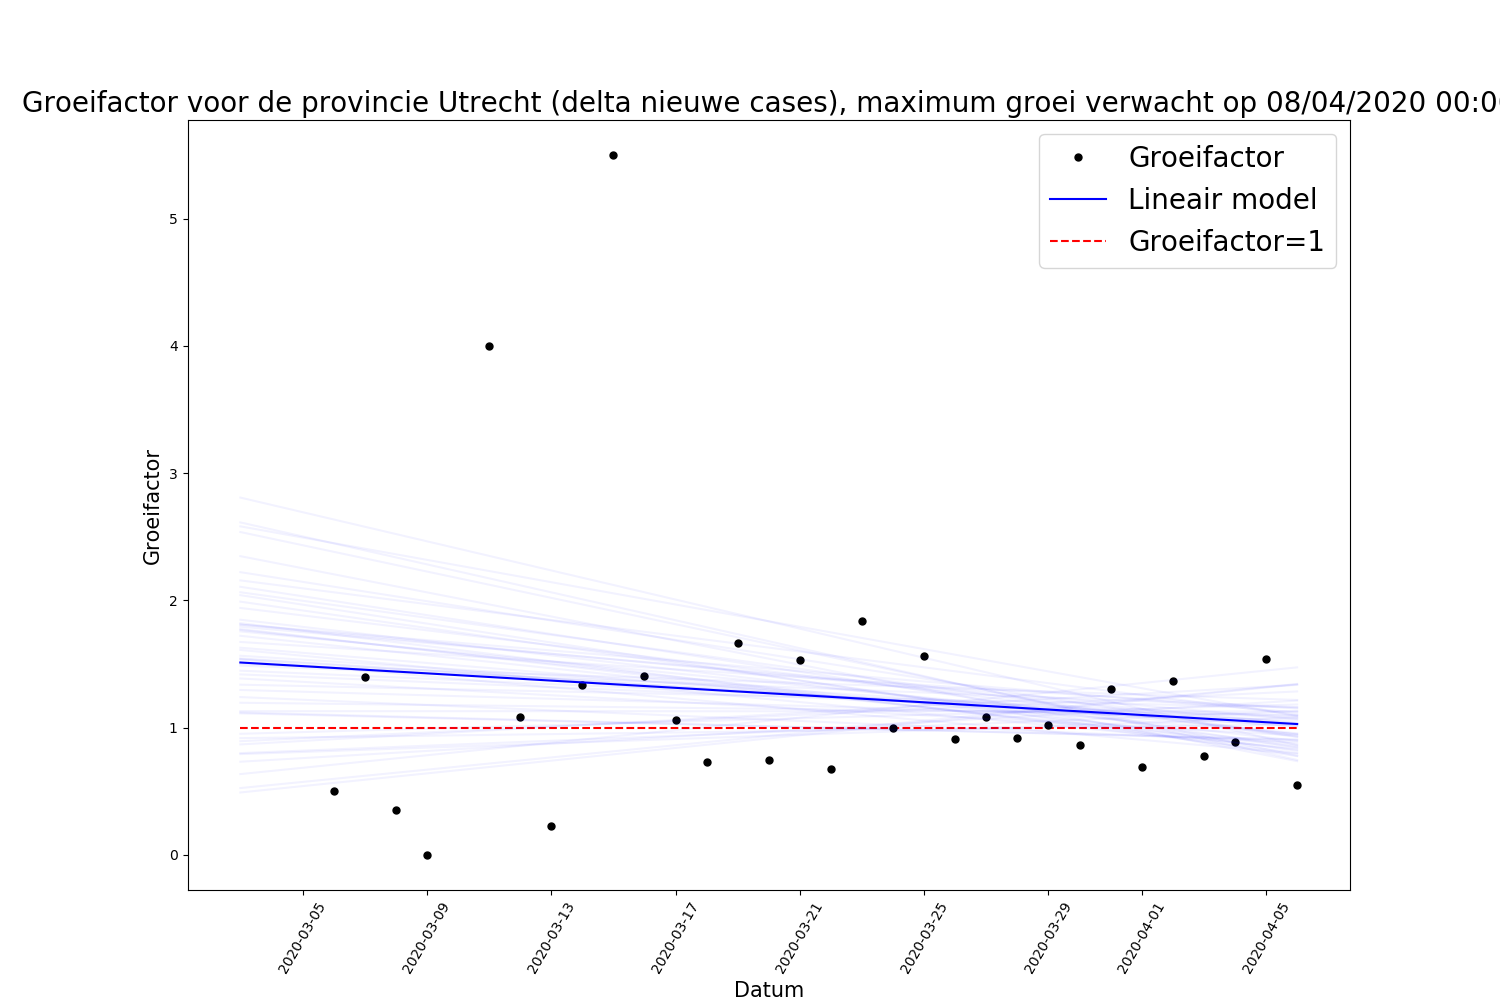 Groeifactor voor de provincie Utrecht (delta nieuwe cases), maximum groei verwacht op 08/04/2020 00:0
Groeifactor
Lineair model
Groeifactor=1
5
4
3
2
1
0
Groeifactor
2020-03-05
2020-03-09
2020-03-13
2020-03-17
2020-03-21
2020-03-25
2020-03-29
2020-04-01
2020-04-05
Datum